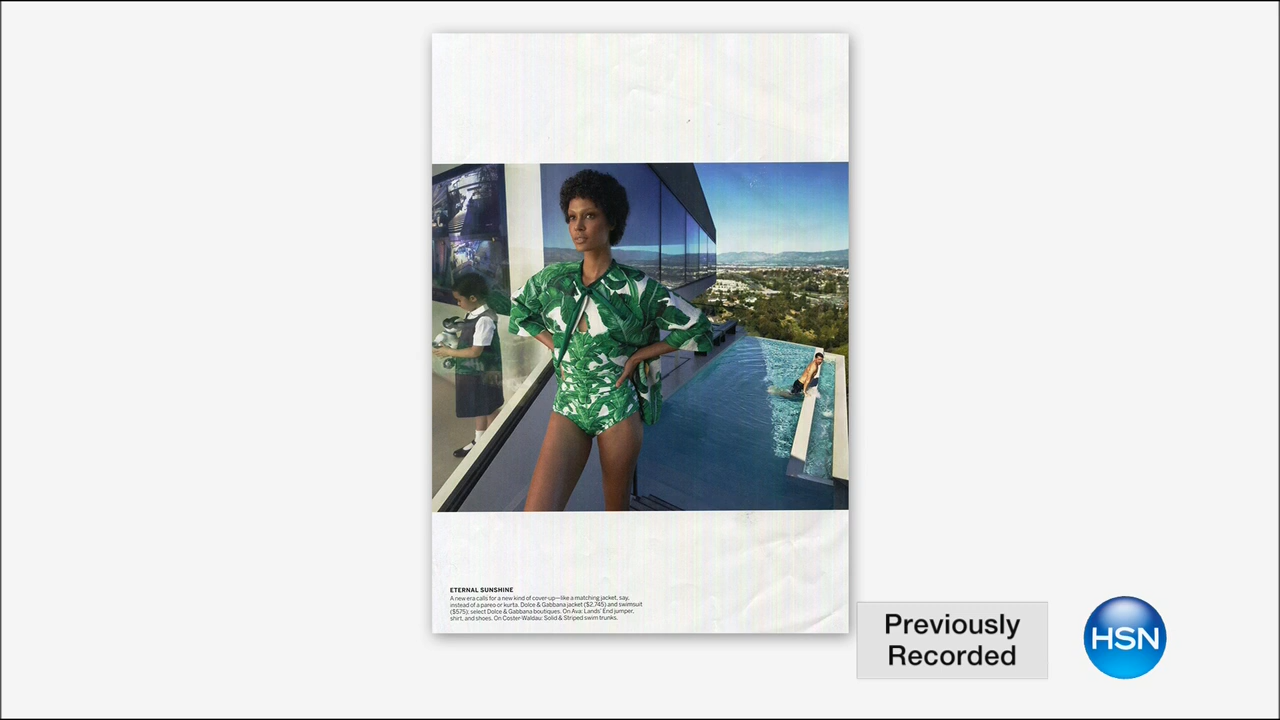 ETERNAL SUNSHINE
A new era calls for a new kind of cover-up—like a matching jacket, say,
instead of a pareo or kurta. Dolce & Gabbana jacket ($2,745) and swimsuit
($575); select Dolce & Gabbana boutiques. On Ava: Lands' End jumper,
shirt, and shoes. On Coster-Waldau: Solid & Striped swim trunks.
Previously
Recorded
HSN